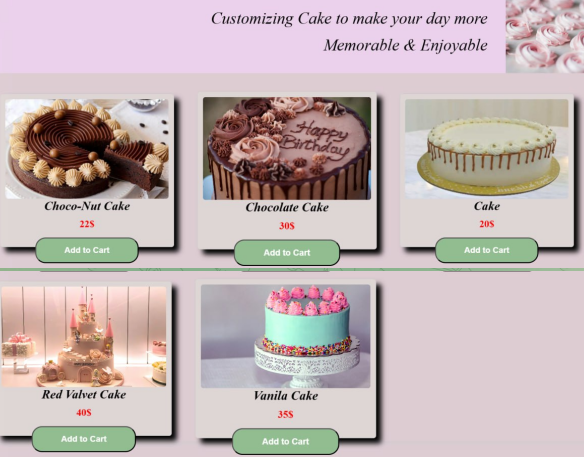 Customizing Cake to make your day more
Memorable & Enjoyable
Happy
Birthday
Choco-Nut Cake
Chocolate Cake
Cake
22$
30$
20$
Add to Cart
Add to Cart
Add to Cart
Red Valvet Cake
Vanila Cake
40$
35$
Add to Cart
Add to Cart